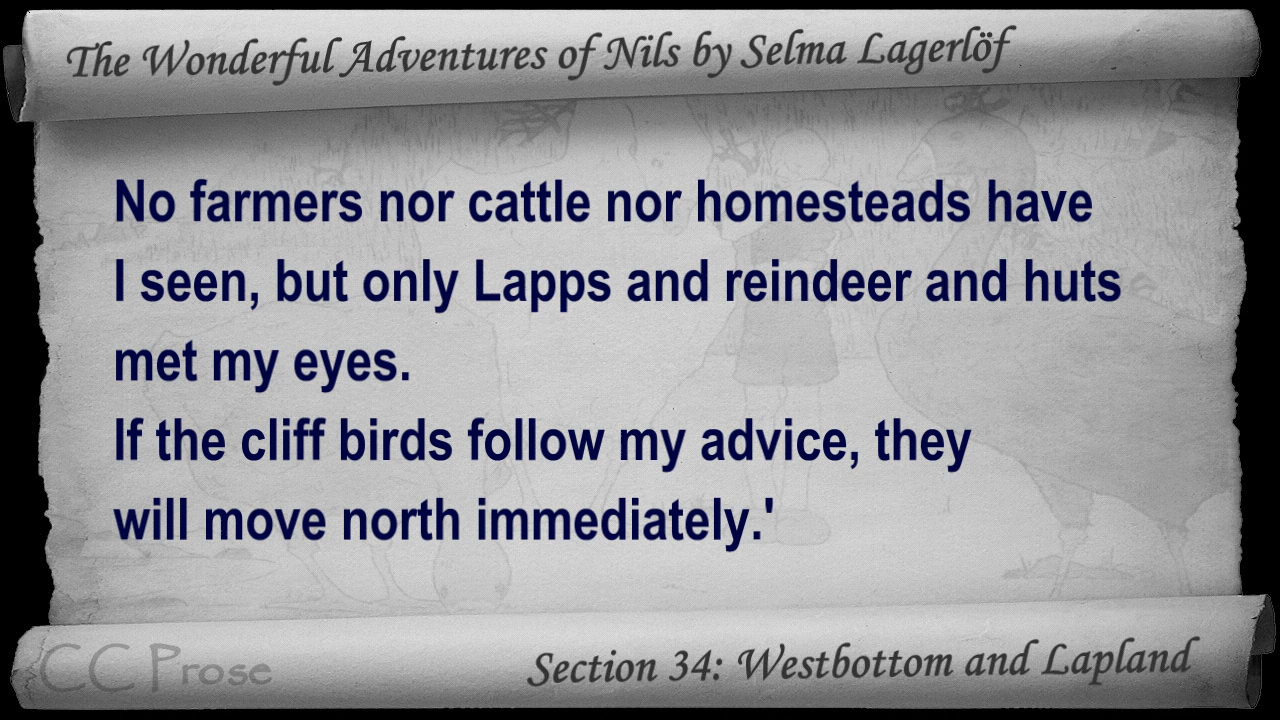 The Wonderful Adventures of Nils by Selma Lagerlöf
No farmers nor cattle nor homesteads have
I seen, but only Lapps and reindeer and huts
met my eyes.
If the cliff birds follow my advice, they
will move north immediately.'
CC Prose
Section 34: Westbottom and Lapland